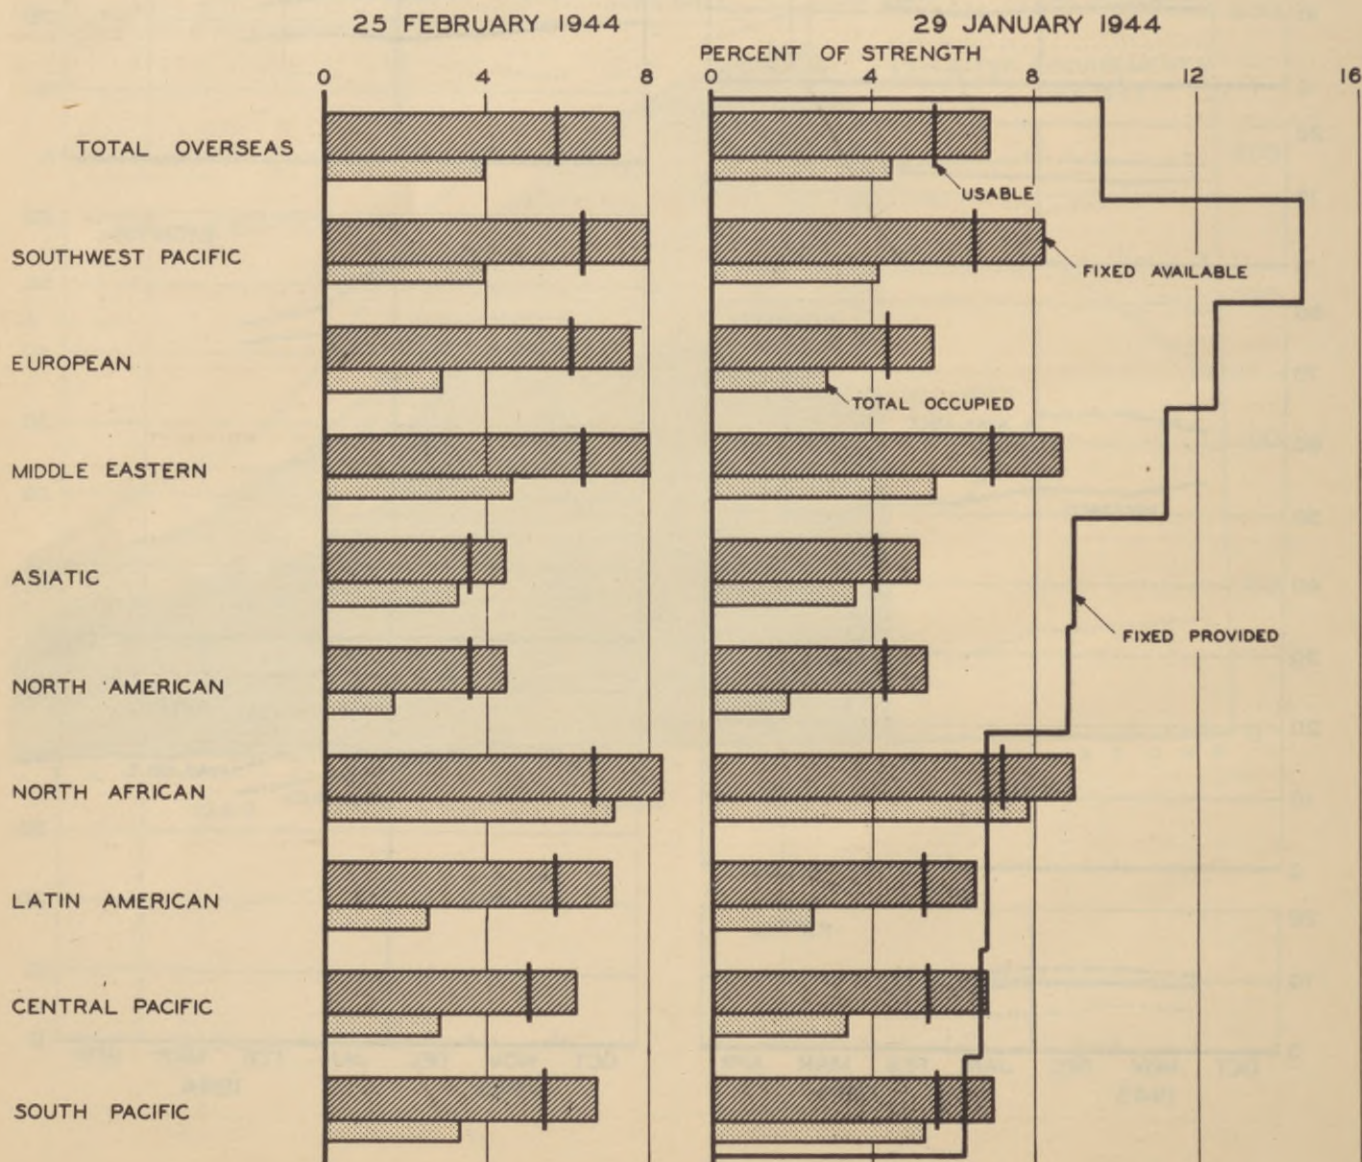 25 FEBRUARY 1944
29 JANUARY 1944
PERCENT OF STRENGTH
0 4 8 0 4 8 12 16
TOTAL OVERSEAS
USABLE
SOUTHWEST PACIFIC
FIXED AVAILABLE
EUROPEAN
TOTAL OCCUPIED
MIDDLE EASTERN
ASIATIC
FIXED PROVIDED
NORTH AMERICAN
NORTH AFRICAN
LATIN AMERICAN
CENTRAL PACIFIC
SOUTH PACIFIC